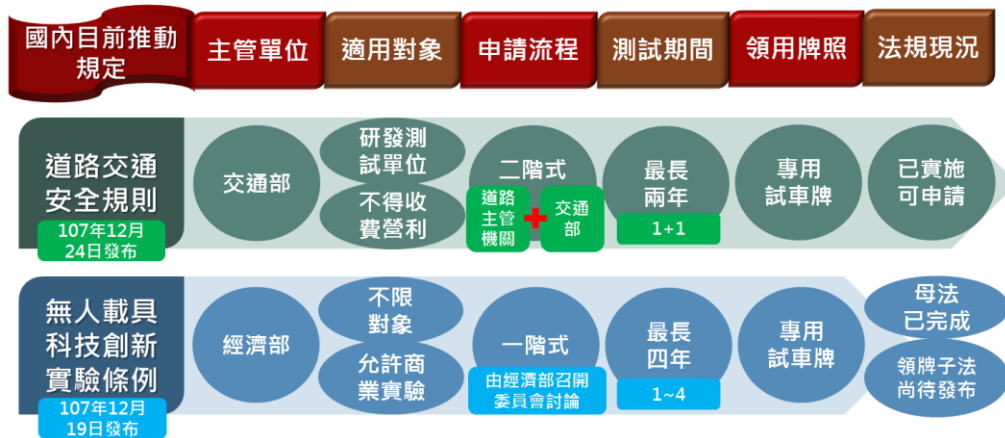 國內目前推動
規定
主管單位
適用對象
申請流程
測試期間
領用牌照
法規現況
道路交通
安全規則
107年12月
24日發布
交通部
研發測
試單位
不得收
費營利
二階式
道路
主管
機關
+
交通
部
最長
兩年
1+1
專用
試車牌
已實施
可申請
無人載具
科技創新
實驗條例
107年12月
19日發布
經濟部
不限
對象
允許商
業實驗
一階式
由經濟部召開
委員會討論
最長
四年
1~4
專用
試車牌
母法
已完成
領牌子法
尚待發布